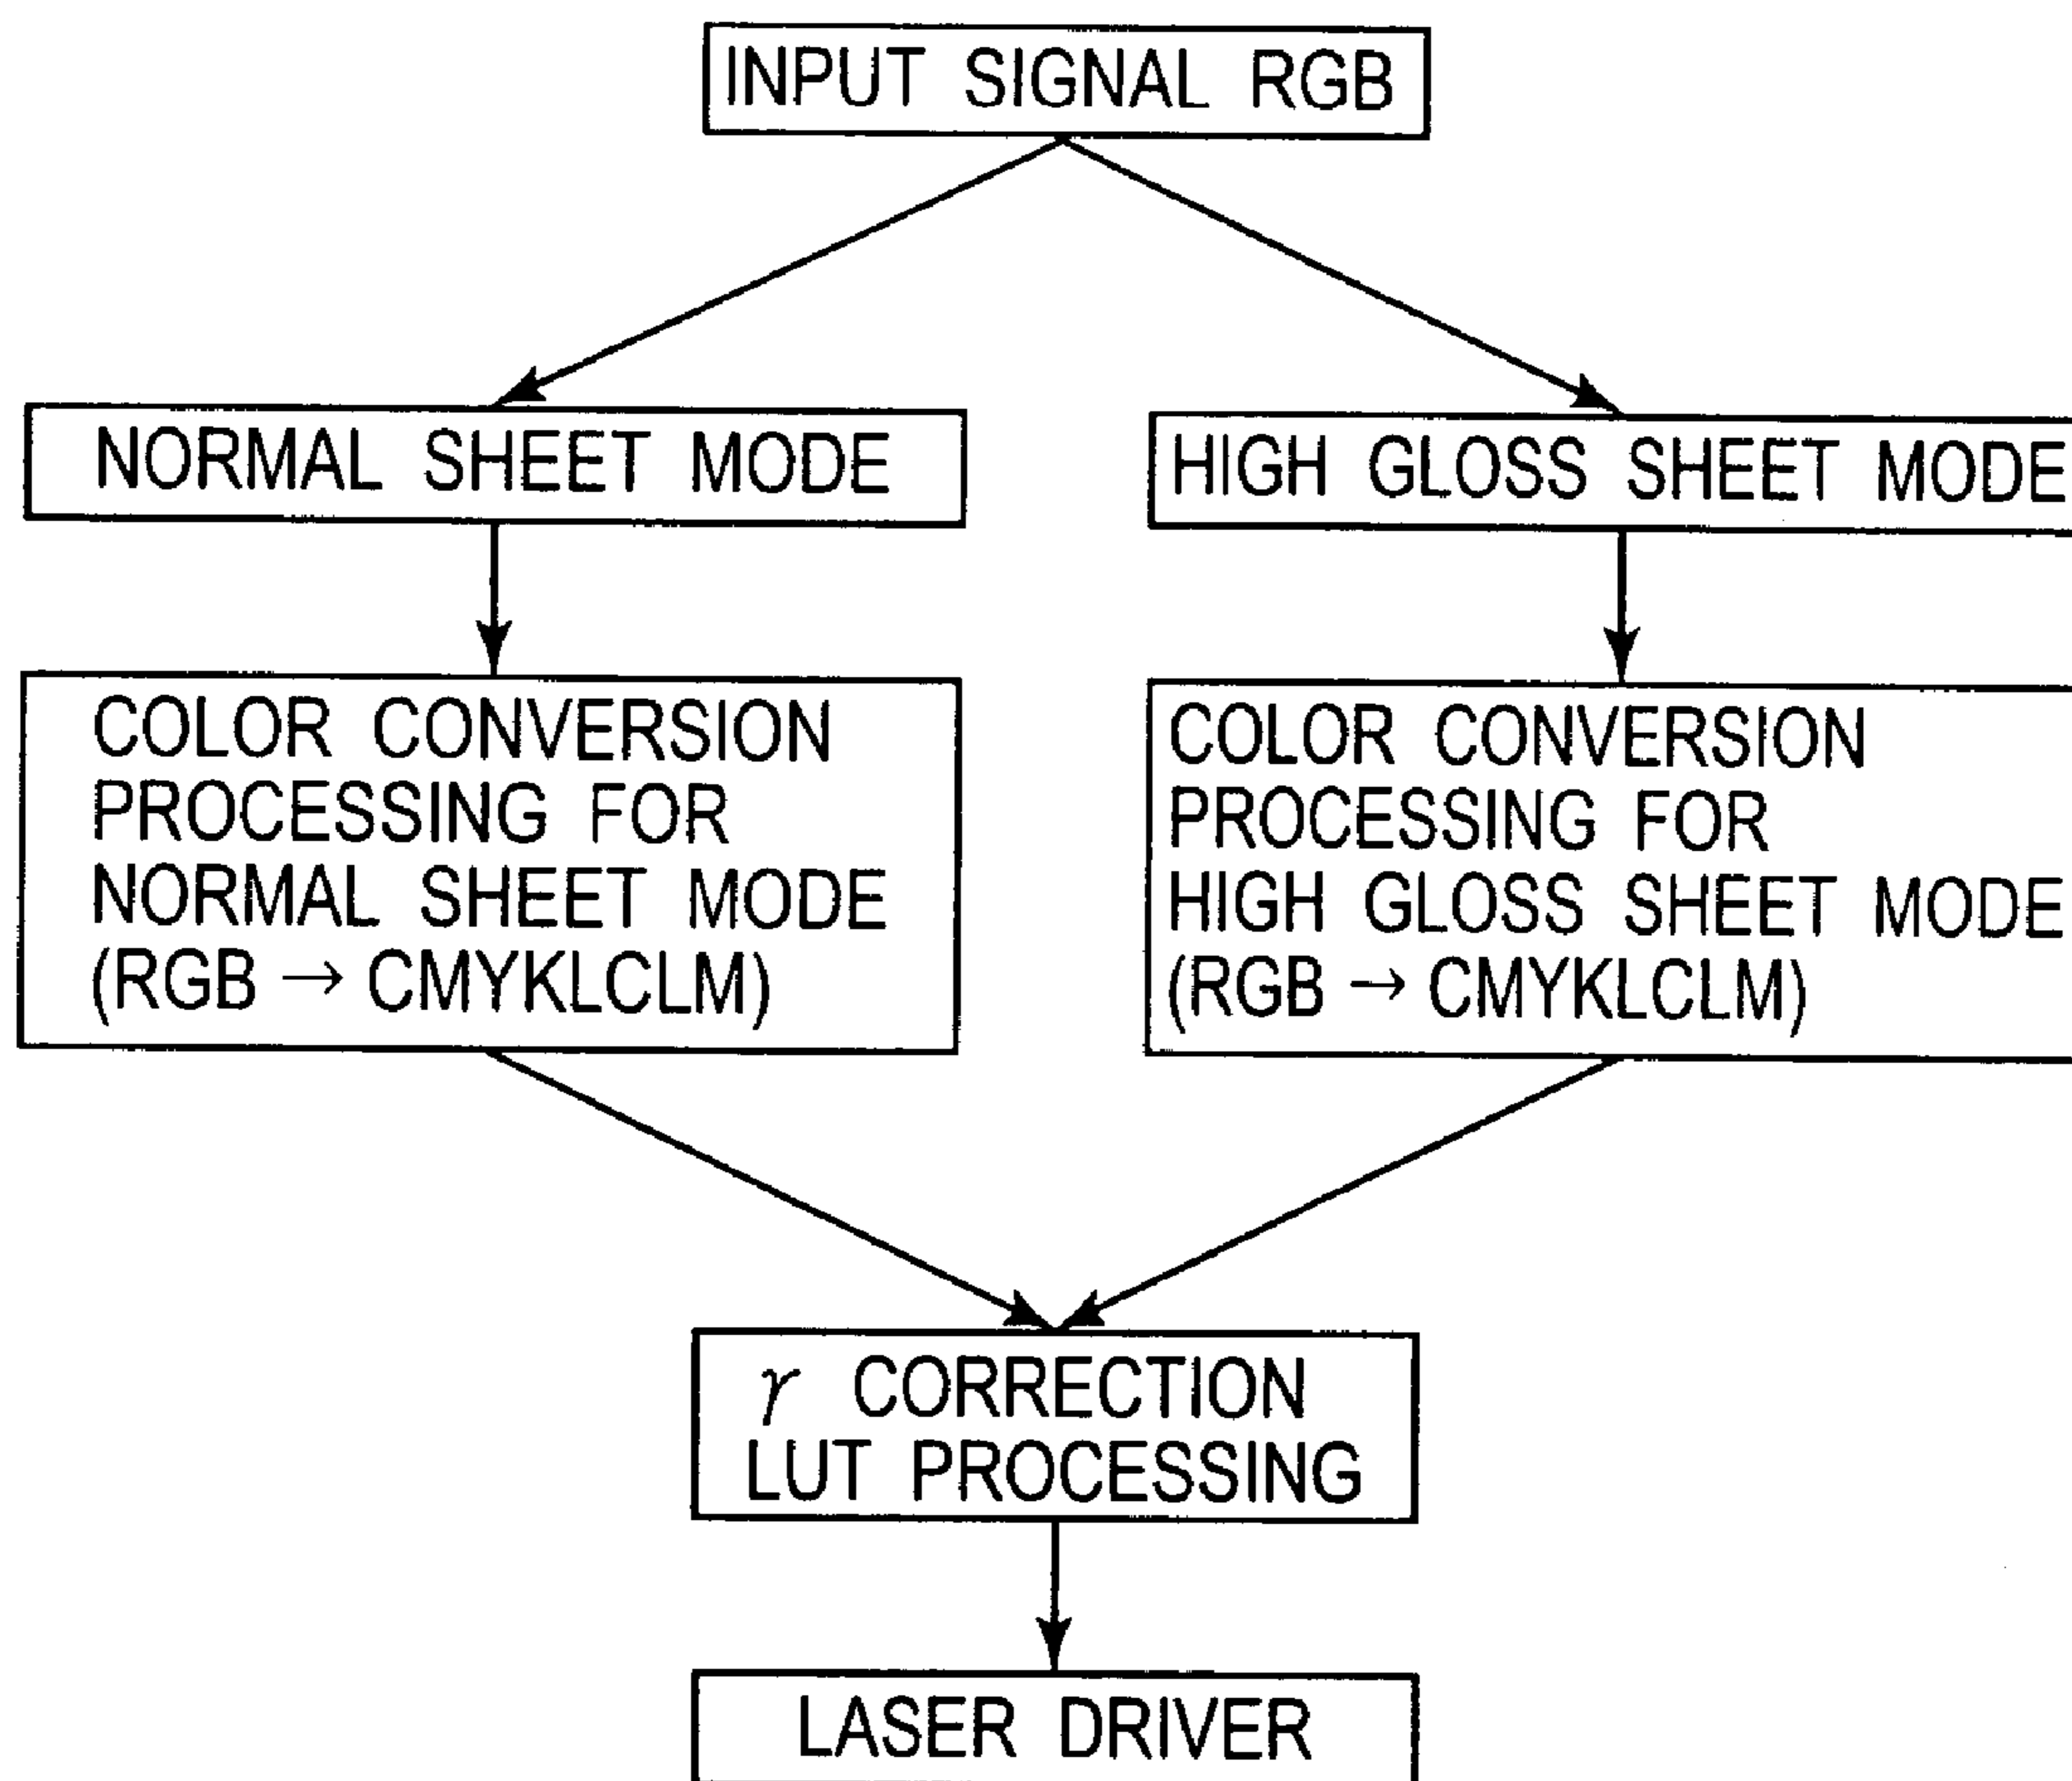 INPUT SIGNAL RGB
NORMAL SHEET MODE
HIGH GLOSS SHEET MODE
COLOR CONVERSION
PROCESSING FOR
NORMAL SHEET MODE
(RGB → CMYKLCLM)
COLOR CONVERSION
PROCESSING FOR
HIGH GLOSS SHEET MODE
(RGB → CMYKLCLM)
γ CORRECTION
LUT PROCESSING
LASER DRIVER